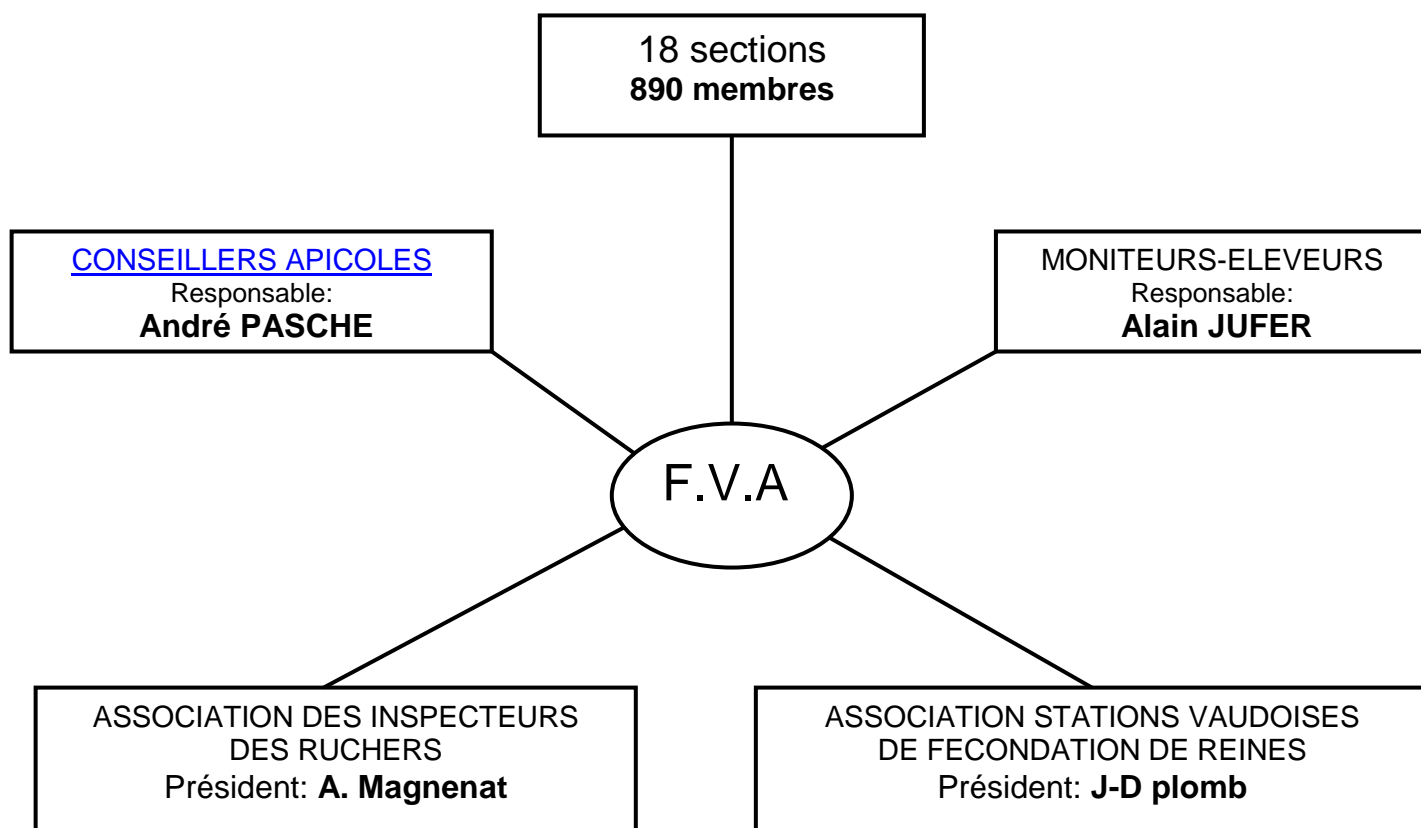 18 sections
890 membres
CONSEILLERS APICOLES
Responsable:
André PASCHE
MONITEURS-ELEVEURS
Responsable:
Alain JUFER
F.V.A
ASSOCIATION DES INSPECTEURS
DES RUCHERS
Président: A. Magnenat
ASSOCIATION STATIONS VAUDOISES
DE FECONDATION DE REINES
Président: J-D plomb